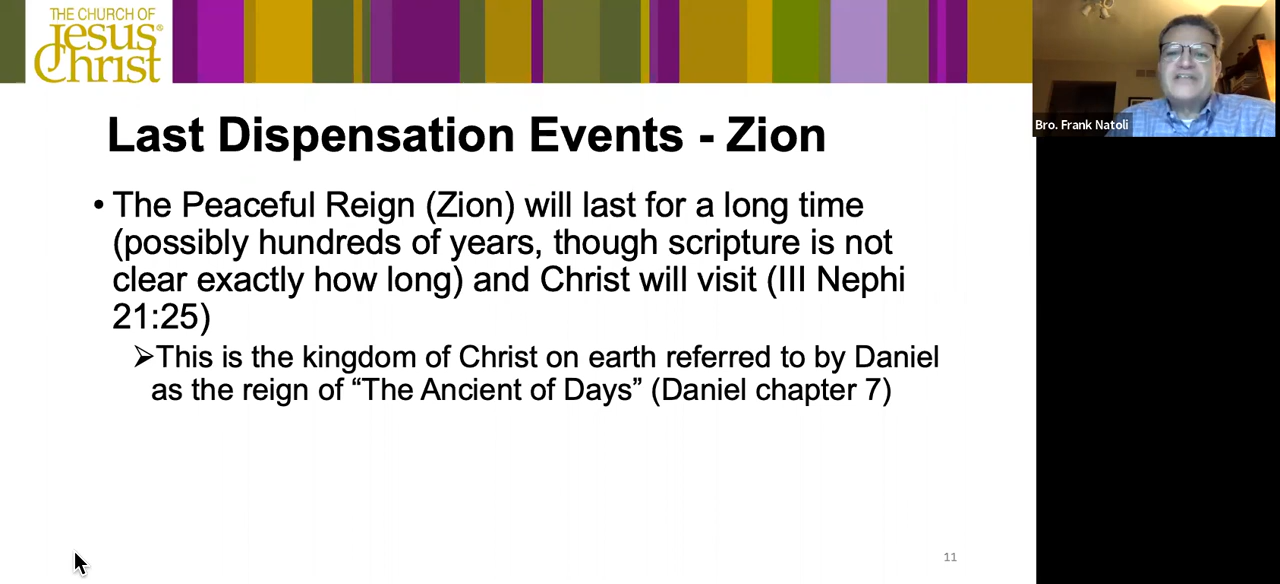 THE CHURCH OF
Jesus®
Christ
Last Dispensation Events - Zion
• The Peaceful Reign (Zion) will last for a long time
(possibly hundreds of years, though scripture is not
clear exactly how long) and Christ will visit (III Nephi
21:25)
➢This is the kingdom of Christ on earth referred to by Daniel
as the reign of “The Ancient of Days” (Daniel chapter 7)
11
Bro. Frank Natoli